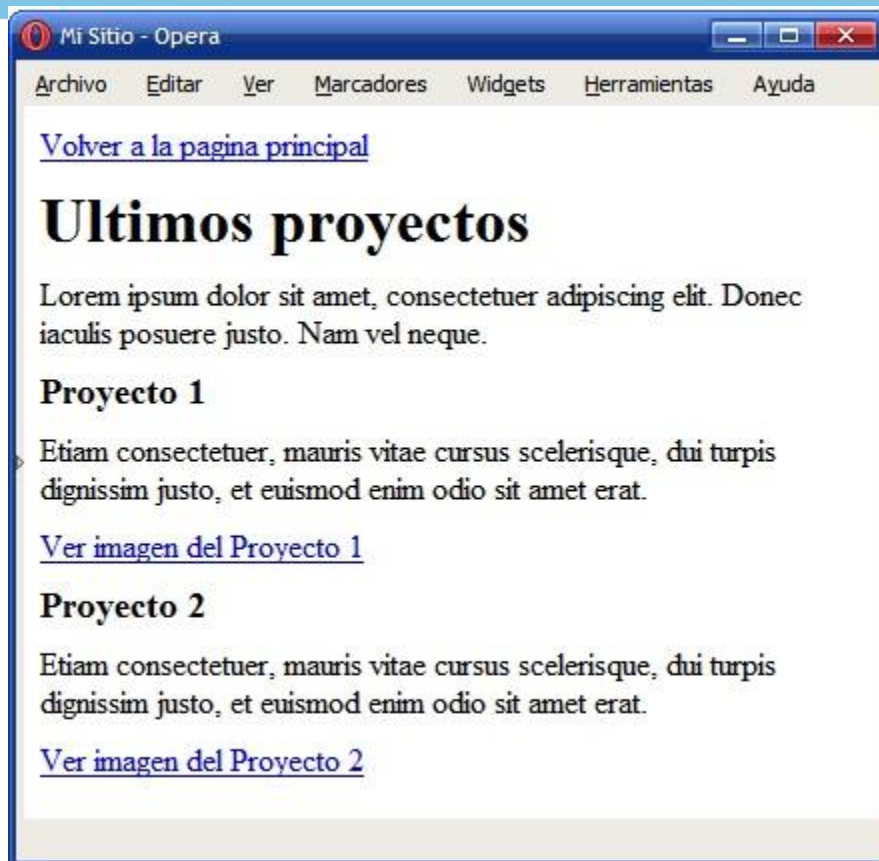 Mi Sitio - Opera
Archivo Editar Ver Marcadores Widgets Herramientas Ayuda
Volver a la pagina principal
Ultimos proyectos
Lorem ipsum dolor sit amet, consectetuer adipiscing elit. Donec
iaculis posuere justo. Nam vel neque.
Proyecto 1
Etiam consectetuer, mauris vitae cursus scelerisque, dui turpis
dignissim justo, et euismod enim odio sit amet erat.
Ver imagen del Proyecto 1
Proyecto 2
Etiam consectetuer, mauris vitae cursus scelerisque, dui turpis
dignissim justo, et euismod enim odio sit amet erat.
Ver imagen del Proyecto 2